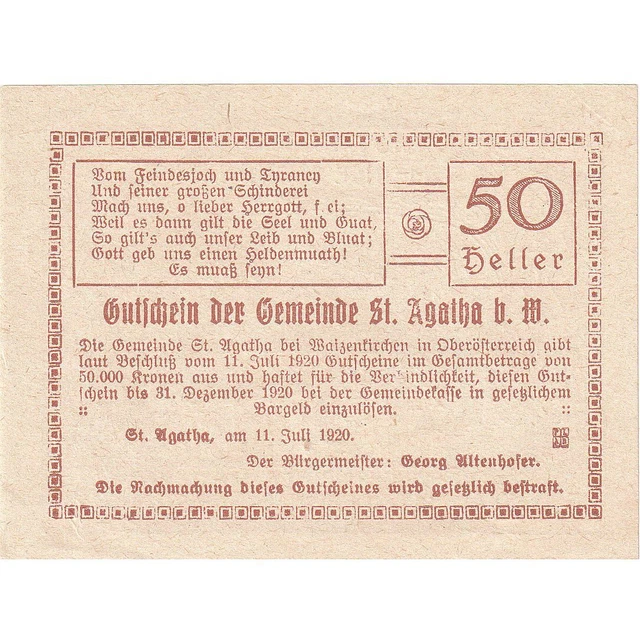 Vom Feindesjoch und Tyraney
Und seiner großen Schinderei
Mach uns, o lieber Herrgott, f ei;
Weil es dann gilt die Seel und Guat,
So gilt's auch unser Leib und Bluat;
Gott geb uns einen Heldenmuath!
Es muaß seyn!
50
Heller
Gutschein der Gemeinde St. Agatha b. W.
Die Gemeinde St. Agatha bei Waizenkirchen in Oberösterreich gibt
laut Beschluß vom 11. Juli 1920 Gutscheine im Gesamtbetrage von
50.000 Kronen aus und haftet für die Verbindlichkeit, diesen Gut-
schein bis 31. Dezember 1920 bei der Gemeindekasse in gesetzlichem
Bargeld einzulösen.
St. Agatha, am 11. Juli 1920.
Der Bürgermeister: Georg Altenhofer.
Die Nachmachung dieses Gutscheines wird gesetzlich bestraft.